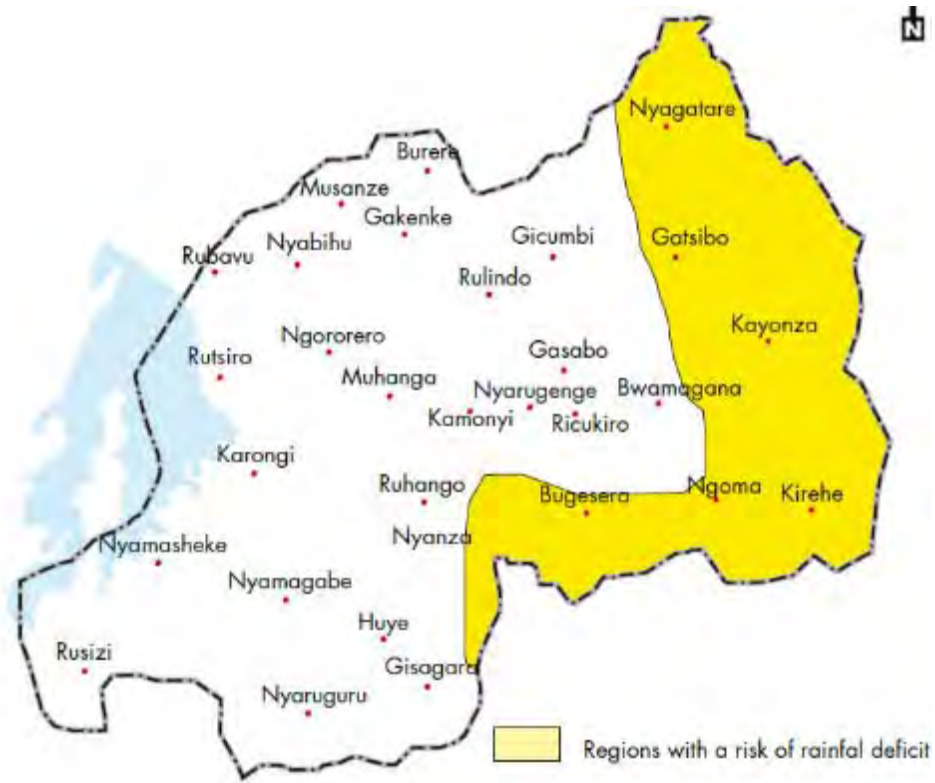 N
Nyagatare
Burere
Musanze
Gakenke
Gicumbi
Gatsibo
Nyabihu
Rubavu
Rulindo
Kayonza
Ngororero
Gasabo
Rutsiro
Muhanga
Nyarugenge
Bwamagana
Kamonyi
Ricukiro
Karongi
Ruhango
Bugesera
Ngoma
Kirehe
Nyanza
Nyamasheke
Nyamagabe
Huye
Rusizi
Gisagara
Nyaruguru
Regions with a risk of rainfal deficit